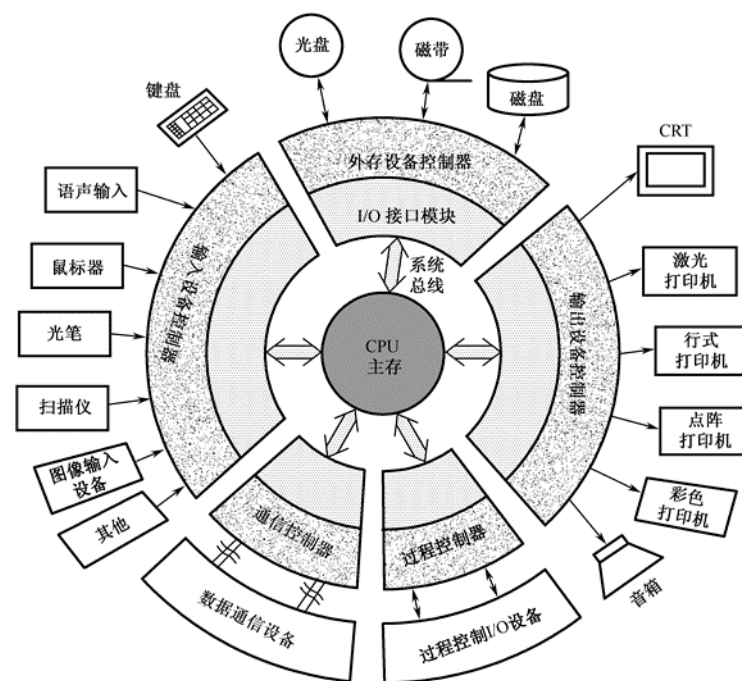 光盘
磁带
磁盘
键盘
CRT
外存设备控制器
I/O 接口模块
语声输入
鼠标器
光笔
扫描仪
图像输入
设备
其他
输入设备控制器
系统
总线
CPU
主存
输出设备控制器
激光
打印机
行式
打印机
点阵
打印机
彩色
打印机
音箱
通信控制器
过程控制器
数据通信设备
过程控制I/O设备